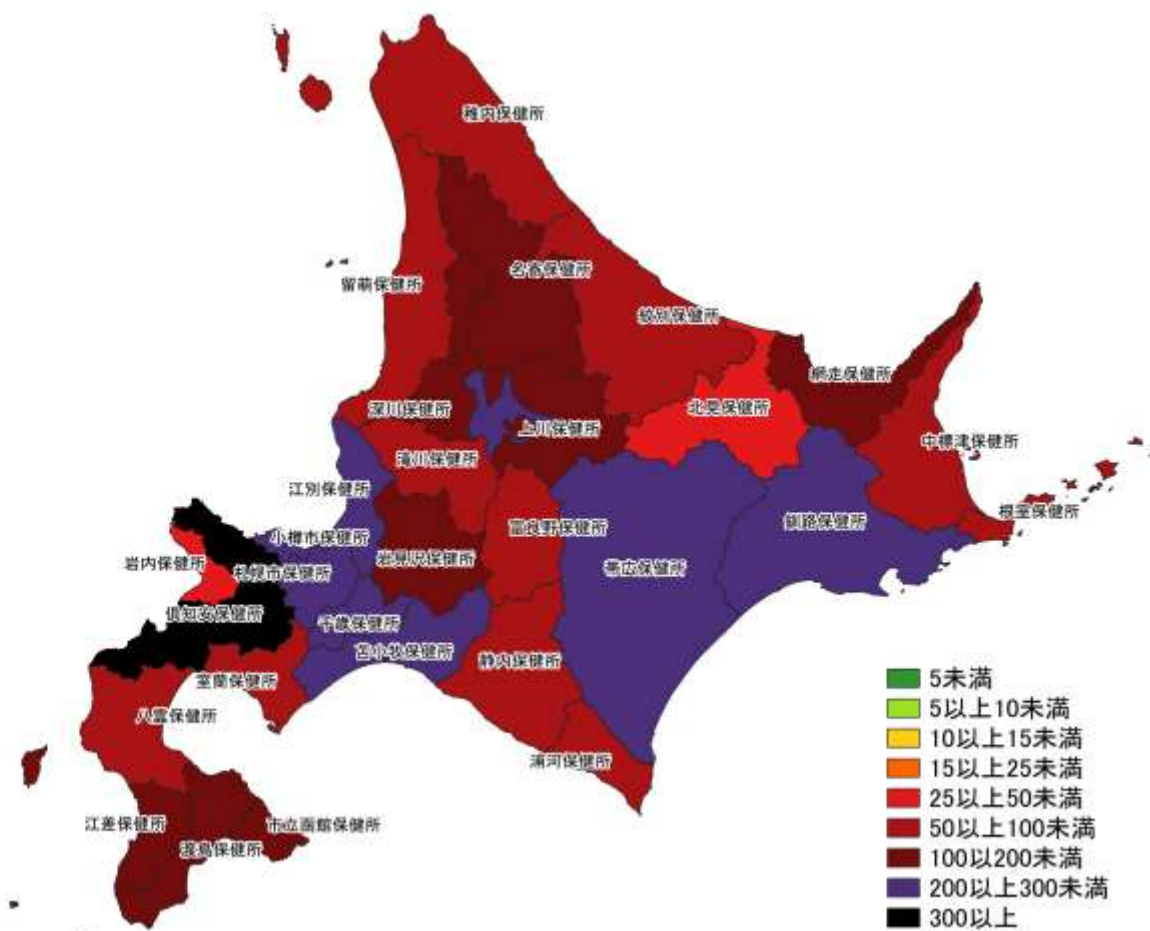 稚内保健所
名寄保健所
留萌保健所
紋別保健所
網走保健所
深川保健所
北見保健所
上川保健所
中標津保健所
滝川保健所
江別保健所
根室保健所
釧路保健所
富良野保健所
小樽市保健所
岩見沢保健所
岩内保健所
札幌市保健所
帯広保健所
倶知安保健所
千歳保健所
苫小牧保健所
静内保健所
室蘭保健所
八雲保健所
浦河保健所
江差保健所
市立函館保健所
渡島保健所
5未満
5以上10未満
10以上15未満
15以上25未満
25以上50未満
50以上100未満
100以200未満
200以上300未満
300以上